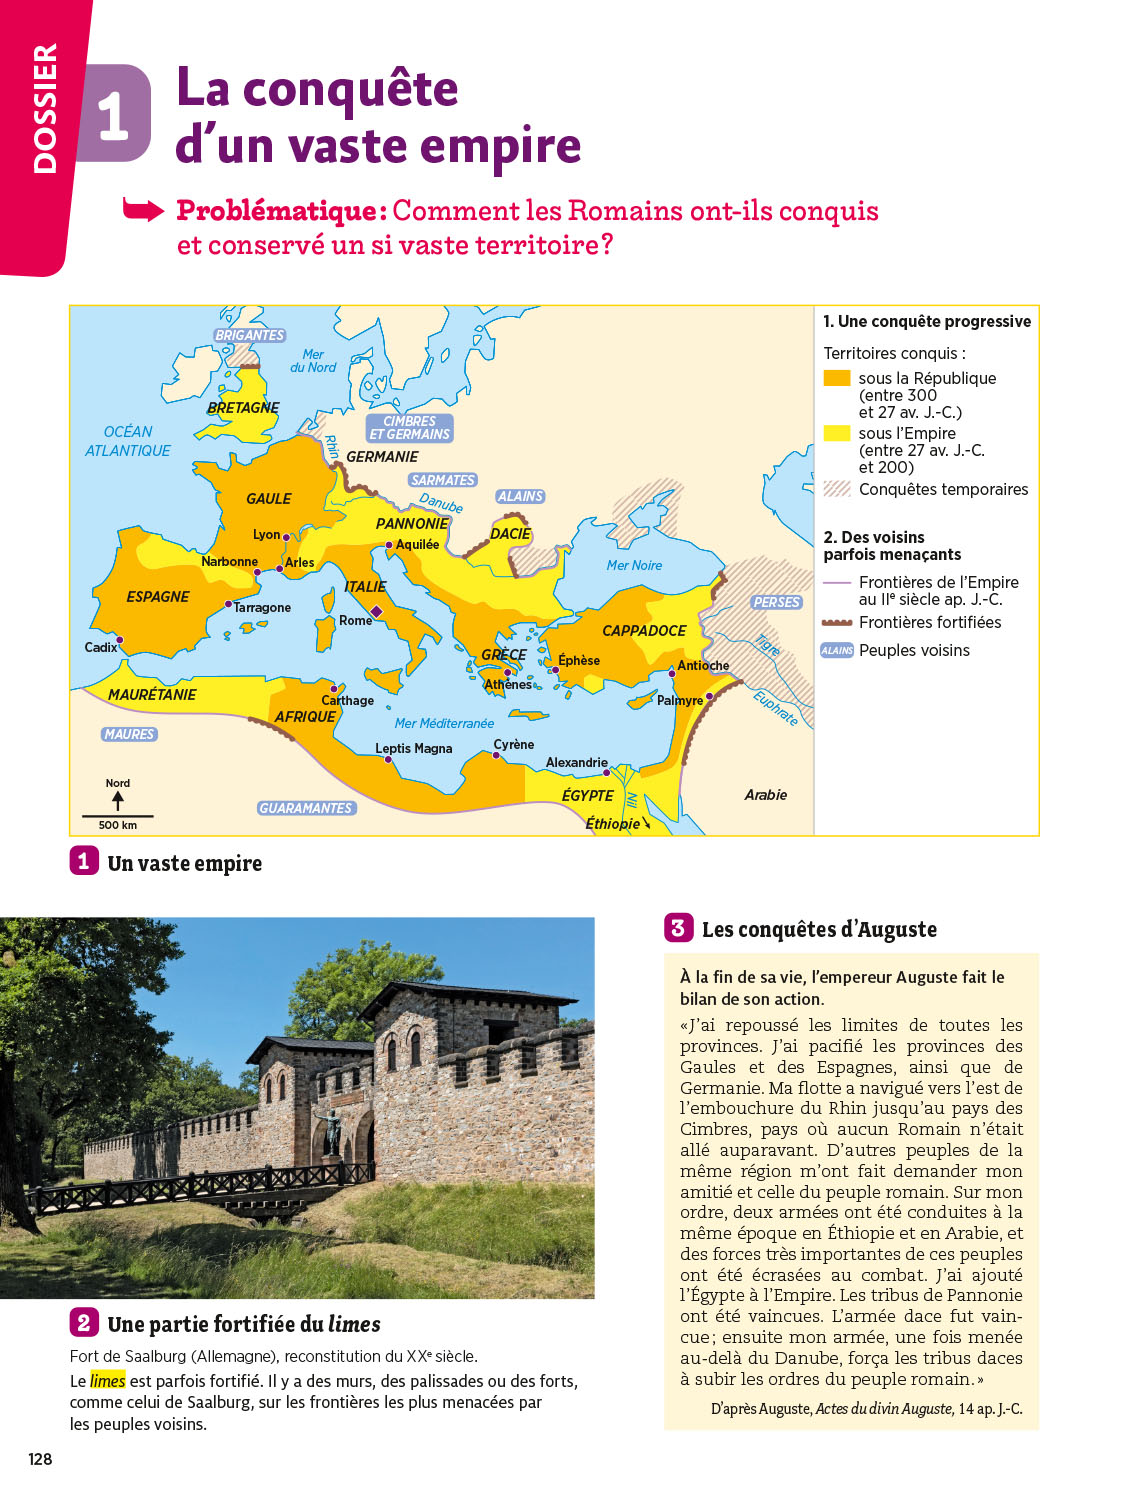 DOSSIER
1
La conquête
d'un vaste empire
Problématique : Comment les Romains ont-ils conquis
et conservé un si vaste territoire ?
BRIGANTES
Mer
du Nord
BRETAGNE
OCÉAN
ATLANTIQUE
CIMBRES
ET GERMAINS
Rhin
GERMANIE
SARMATES
GAULE
Danube
ALAINS
PANNONIE
DACIE
Lyon
Aquilée
Narbonne
Arles
Mer Noire
ITALIE
ESPAGNE
Tarragone
Rome
PERSES
CAPPADOCE
Tigre
Cadix
GRÈCE
Éphèse
Antioche
Athènes
MAURÉTANIE
Carthage
Palmyre
Euphrate
AFRIQUE
Mer Méditerranée
MAURES
Leptis Magna
Cyrène
Alexandrie
Nord
500 km
GUARAMANTES
ÉGYPTE
Nil
Arabie
Éthiopie
1. Une conquête progressive
Territoires conquis :
sous la République
(entre 300
et 27 av. J.-C.)
sous l'Empire
(entre 27 av. J.-C.
et 200)
Conquêtes temporaires
2. Des voisins
parfois menaçants
Frontières de l'Empire
au IIe siècle ap. J.-C.
Frontières fortifiées
ALAINS Peuples voisins
1 Un vaste empire
2 Une partie fortifiée du limes
Fort de Saalburg (Allemagne), reconstitution du XXe siècle.
Le limes est parfois fortifié. Il y a des murs, des palissades ou des forts,
comme celui de Saalburg, sur les frontières les plus menacées par
les peuples voisins.
3 Les conquêtes d'Auguste
À la fin de sa vie, l'empereur Auguste fait le
bilan de son action.
« J'ai repoussé les limites de toutes les
provinces. J'ai pacifié les provinces des
Gaules et des Espagnes, ainsi que de
Germanie. Ma flotte a navigué vers l'est de
l'embouchure du Rhin jusqu'au pays des
Cimbres, pays où aucun Romain n'était
allé auparavant. D'autres peuples de la
même région m'ont fait demander mon
amitié et celle du peuple romain. Sur mon
ordre, deux armées ont été conduites à la
même époque en Éthiopie et en Arabie, et
des forces très importantes de ces peuples
ont été écrasées au combat. J'ai ajouté
l'Égypte à l'Empire. Les tribus de Pannonie
ont été vaincues. L'armée dace fut vain-
cue ; ensuite mon armée, une fois menée
au-delà du Danube, força les tribus daces
à subir les ordres du peuple romain. »
D'après Auguste, Actes du divin Auguste, 14 ap. J.-C.
128